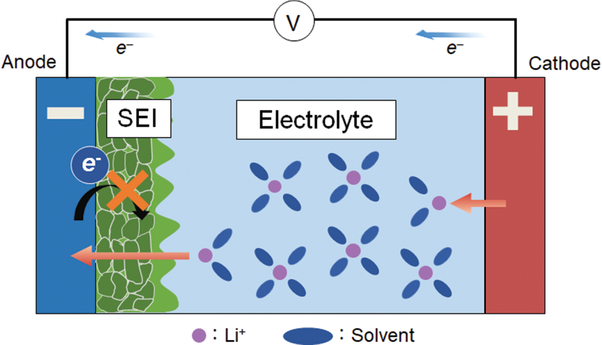 V
e⁻
e⁻
Anode
Cathode
−
SEI
Electrolyte
+
e⁻
: Li⁺
: Solvent